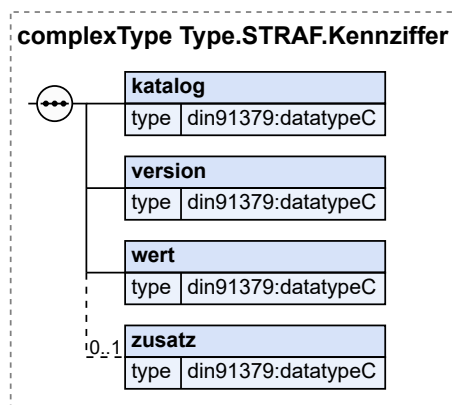 complexType Type.STRAF.Kennziffer
katalog
type din91379:datatypeC
version
type din91379:datatypeC
wert
type din91379:datatypeC
0..1
zusatz
type din91379:datatypeC